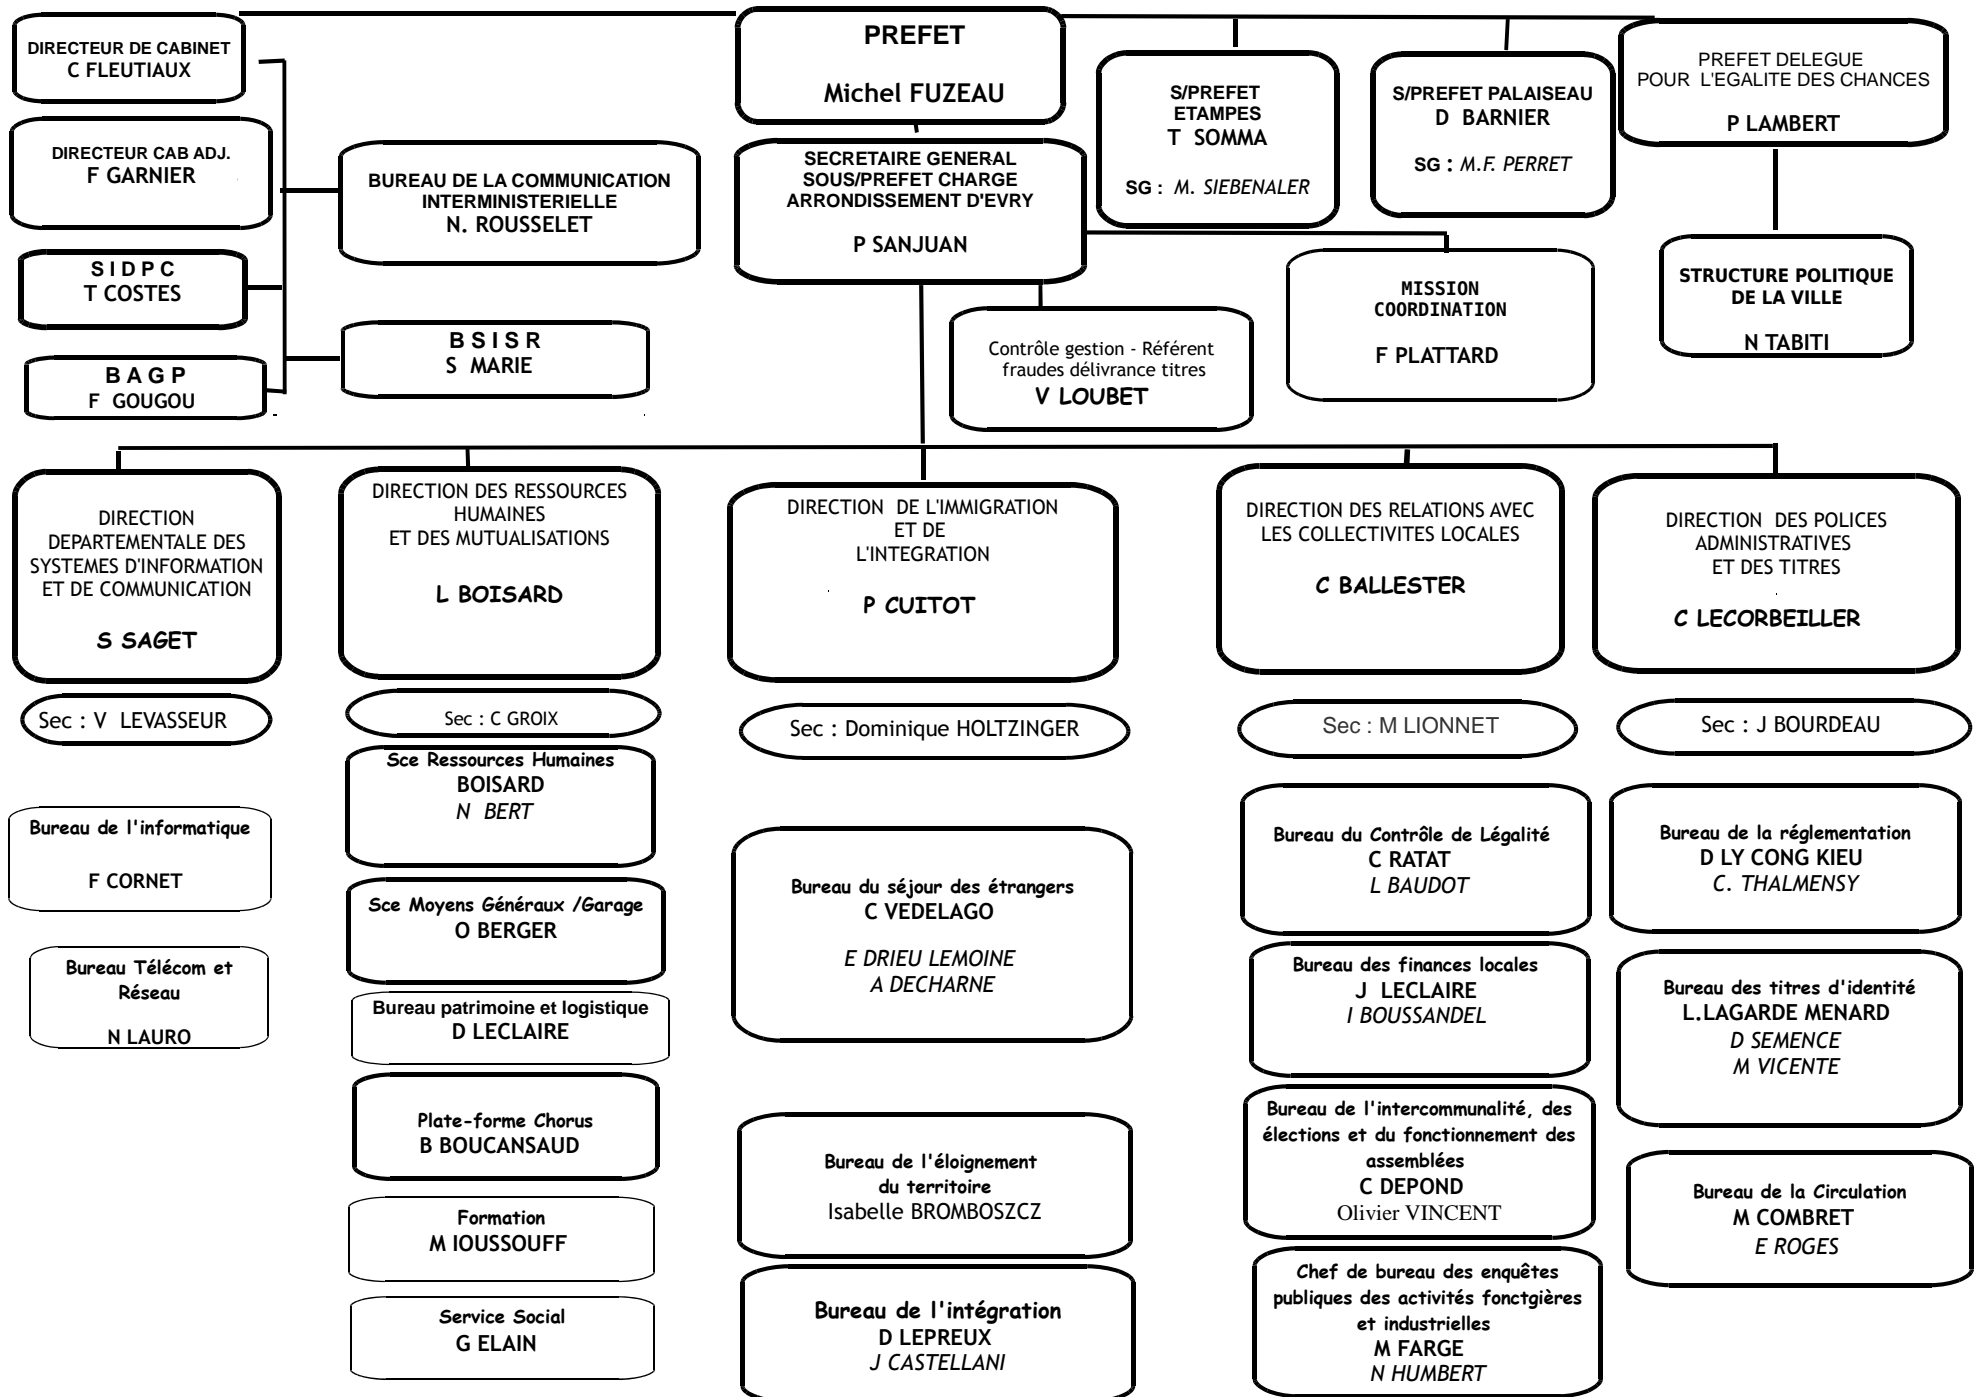 PREFET
Michel FUZEAU
DIRECTEUR DE CABINET
C FLEUTIAUX
DIRECTEUR CAB ADJ.
F GARNIER
S I D P C
T COSTES
B A G P
F GOUGOU
BUREAU DE LA COMMUNICATION
INTERMINISTERIELLE
N. ROUSSELET
B S I S R
S MARIE
SECRETAIRE GENERAL
SOUS/PREFET CHARGE
ARRONDISSEMENT D'EVRY
P SANJUAN
S/PREFET
ETAMPES
T SOMMA
SG : M. SIEBENALER
S/PREFET PALAISEAU
D BARNIER
SG : M.F. PERRET
PREFET DELEGUE
POUR L'EGALITE DES CHANCES
P LAMBERT
Contrôle gestion - Référent
fraudes délivrance titres
V LOUBET
MISSION
COORDINATION
F PLATTARD
STRUCTURE POLITIQUE
DE LA VILLE
N TABITI
DIRECTION
DEPARTEMENTALE DES
SYSTEMES D'INFORMATION
ET DE COMMUNICATION
S SAGET
Sec : V LEVASSEUR
Bureau de l'informatique
F CORNET
Bureau Télécom et
Réseau
N LAURO
DIRECTION DES RESSOURCES
HUMAINES
ET DES MUTUALISATIONS
L BOISARD
Sec : C GROIX
Sce Ressources Humaines
BOISARD
N BERT
Sce Moyens Généraux /Garage
O BERGER
Bureau patrimoine et logistique
D LECLAIRE
Plate-forme Chorus
B BOUCANSAUD
Formation
M IOUSSOUFF
Service Social
G ELAIN
DIRECTION DE L'IMMIGRATION
ET DE
L'INTEGRATION
P CUITOT
Sec : Dominique HOLTZINGER
Bureau du séjour des étrangers
C VEDELAGO
E DRIEU LEMOINE
A DECHARNE
Bureau de l'éloignement
du territoire
Isabelle BROMBOSZCZ
Bureau de l'intégration
D LEPREUX
J CASTELLANI
DIRECTION DES RELATIONS AVEC
LES COLLECTIVITES LOCALES
C BALLESTER
Sec : M LIONNET
Bureau du Contrôle de Légalité
C RATAT
L BAUDOT
Bureau des finances locales
J LECLAIRE
I BOUSSANDEL
Bureau de l'intercommunalité, des
élections et du fonctionnement des
assemblées
C DEPOND
Olivier VINCENT
Chef de bureau des enquêtes
publiques des activités fonctgières
et industrielles
M FARGE
N HUMBERT
DIRECTION DES POLICES
ADMINISTRATIVES
ET DES TITRES
C LECORBEILLER
Sec : J BOURDEAU
Bureau de la réglementation
D LY CONG KIEU
C. THALMENSY
Bureau des titres d'identité
L.LAGARDE MENARD
D SEMENCE
M VICENTE
Bureau de la Circulation
M COMBRET
E ROGES